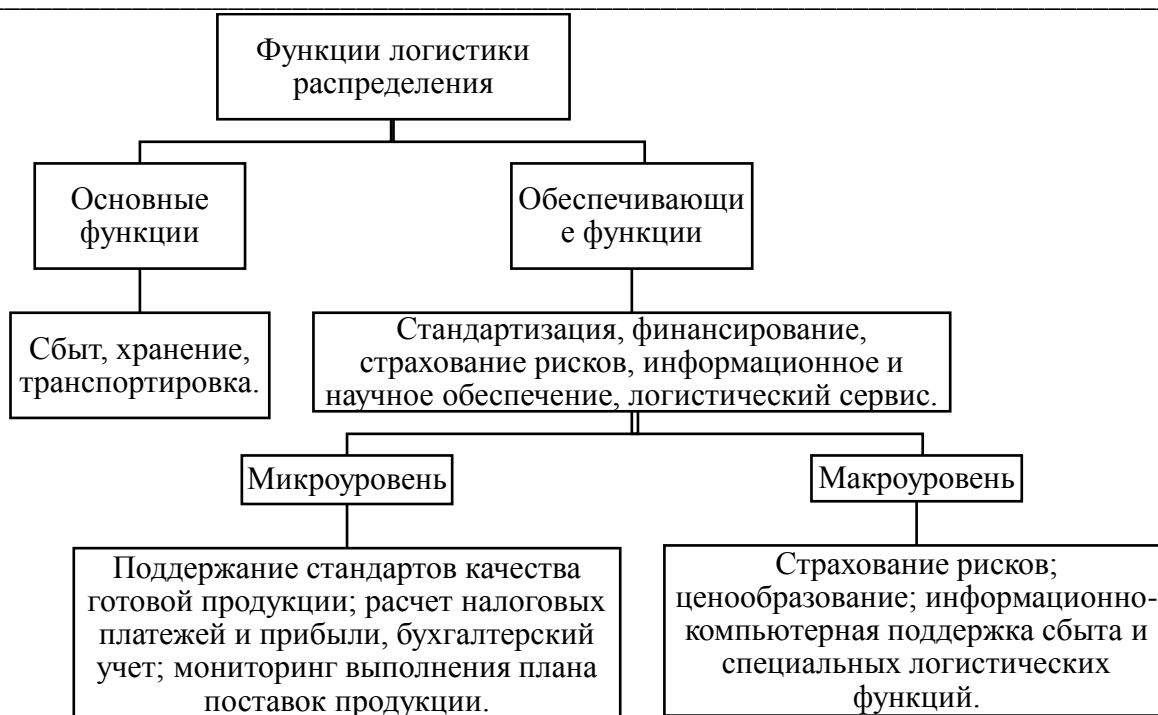 Функции логистики
распределения
Основные
функции
Обеспечивающи
е функции
Сбыт, хранение,
транспортировка.
Стандартизация, финансирование,
страхование рисков, информационное и
научное обеспечение, логистический сервис.
Микроуровень
Макроуровень
Поддержание стандартов качества
готовой продукции; расчет налоговых
платежей и прибыли, бухгалтерский
учет; мониторинг выполнения плана
поставок продукции.
Страхование рисков;
ценообразование; информационно-
компьютерная поддержка сбыта и
специальных логистических
функций.